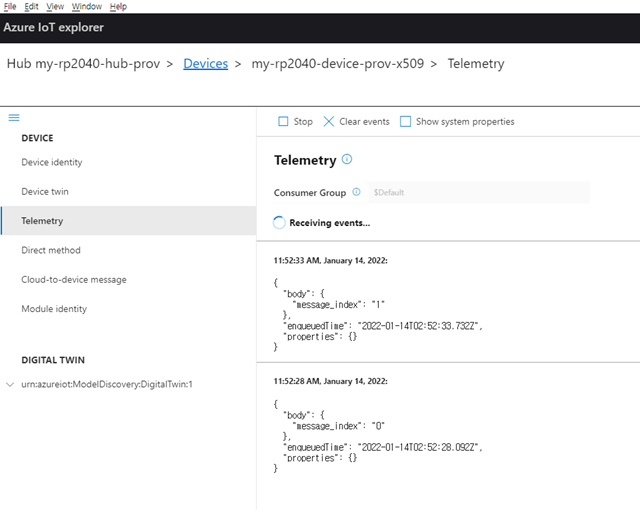 File Edit View Window Help
Azure IoT explorer
Hub my-rp2040-hub-prov > Devices > my-rp2040-device-prov-x509 > Telemetry
Stop Clear events Show system properties
DEVICE
Device identity
Device twin
Telemetry
Direct method
Cloud-to-device message
Module identity
DIGITAL TWIN
urn:azureiot:ModelDiscovery:DigitalTwin:1
Telemetry
Consumer Group $Default
Receiving events...
11:52:33 AM, January 14, 2022:
{
"body": {
"message_index": "1"
},
"enqueuedTime": "2022-01-14T02:52:33.732Z",
"properties": {}
}
11:52:28 AM, January 14, 2022:
{
"body": {
"message_index": "0"
},
"enqueuedTime": "2022-01-14T02:52:28.092Z",
"properties": {}
}